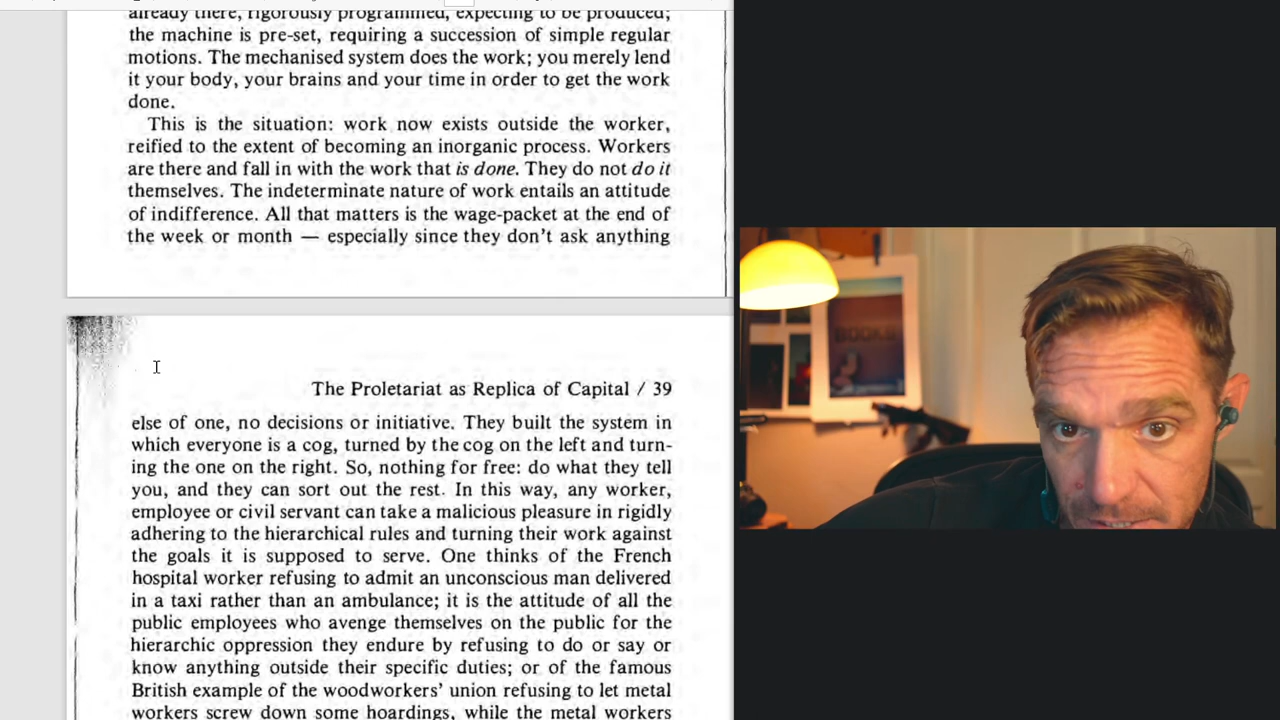 already there, rigorously programmed, expecting to be produced;
the machine is pre-set, requiring a succession of simple regular
motions. The mechanised system does the work; you merely lend
it your body, your brains and your time in order to get the work
done.
This is the situation: work now exists outside the worker,
reified to the extent of becoming an inorganic process. Workers
are there and fall in with the work that is done. They do not do it
themselves. The indeterminate nature of work entails an attitude
of indifference. All that matters is the wage-packet at the end of
the week or month — especially since they don't ask anything
The Proletariat as Replica of Capital / 39
else of one, no decisions or initiative. They built the system in
which everyone is a cog, turned by the cog on the left and turn-
ing the one on the right. So, nothing for free: do what they tell
you, and they can sort out the rest. In this way, any worker,
employee or civil servant can take a malicious pleasure in rigidly
adhering to the hierarchical rules and turning their work against
the goals it is supposed to serve. One thinks of the French
hospital worker refusing to admit an unconscious man delivered
in a taxi rather than an ambulance; it is the attitude of all the
public employees who avenge themselves on the public for the
hierarchic oppression they endure by refusing to do or say or
know anything outside their specific duties; or of the famous
British example of the woodworkers' union refusing to let metal
workers screw down some hoardings, while the metal workers
BOOKS